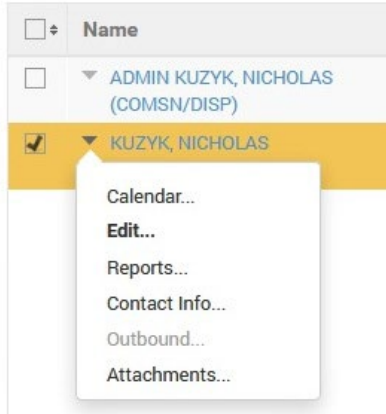 Name
ADMIN KUZYK, NICHOLAS
(COMSN/DISP)
KUZYK, NICHOLAS
Calendar...
Edit...
Reports...
Contact Info...
Outbound...
Attachments...